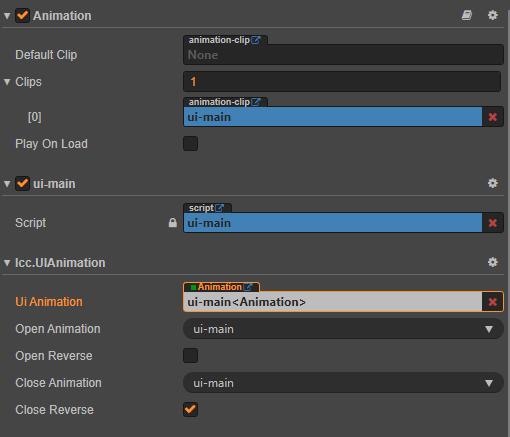 Animation
animation-clip
Default Clip
None
Clips
1
animation-clip
[0]
ui-main
Play On Load
ui-main
script
Script
ui-main
lcc.UIAnimation
Animation
Ui Animation
ui-main<Animation>
Open Animation
ui-main
Open Reverse
Close Animation
ui-main
Close Reverse